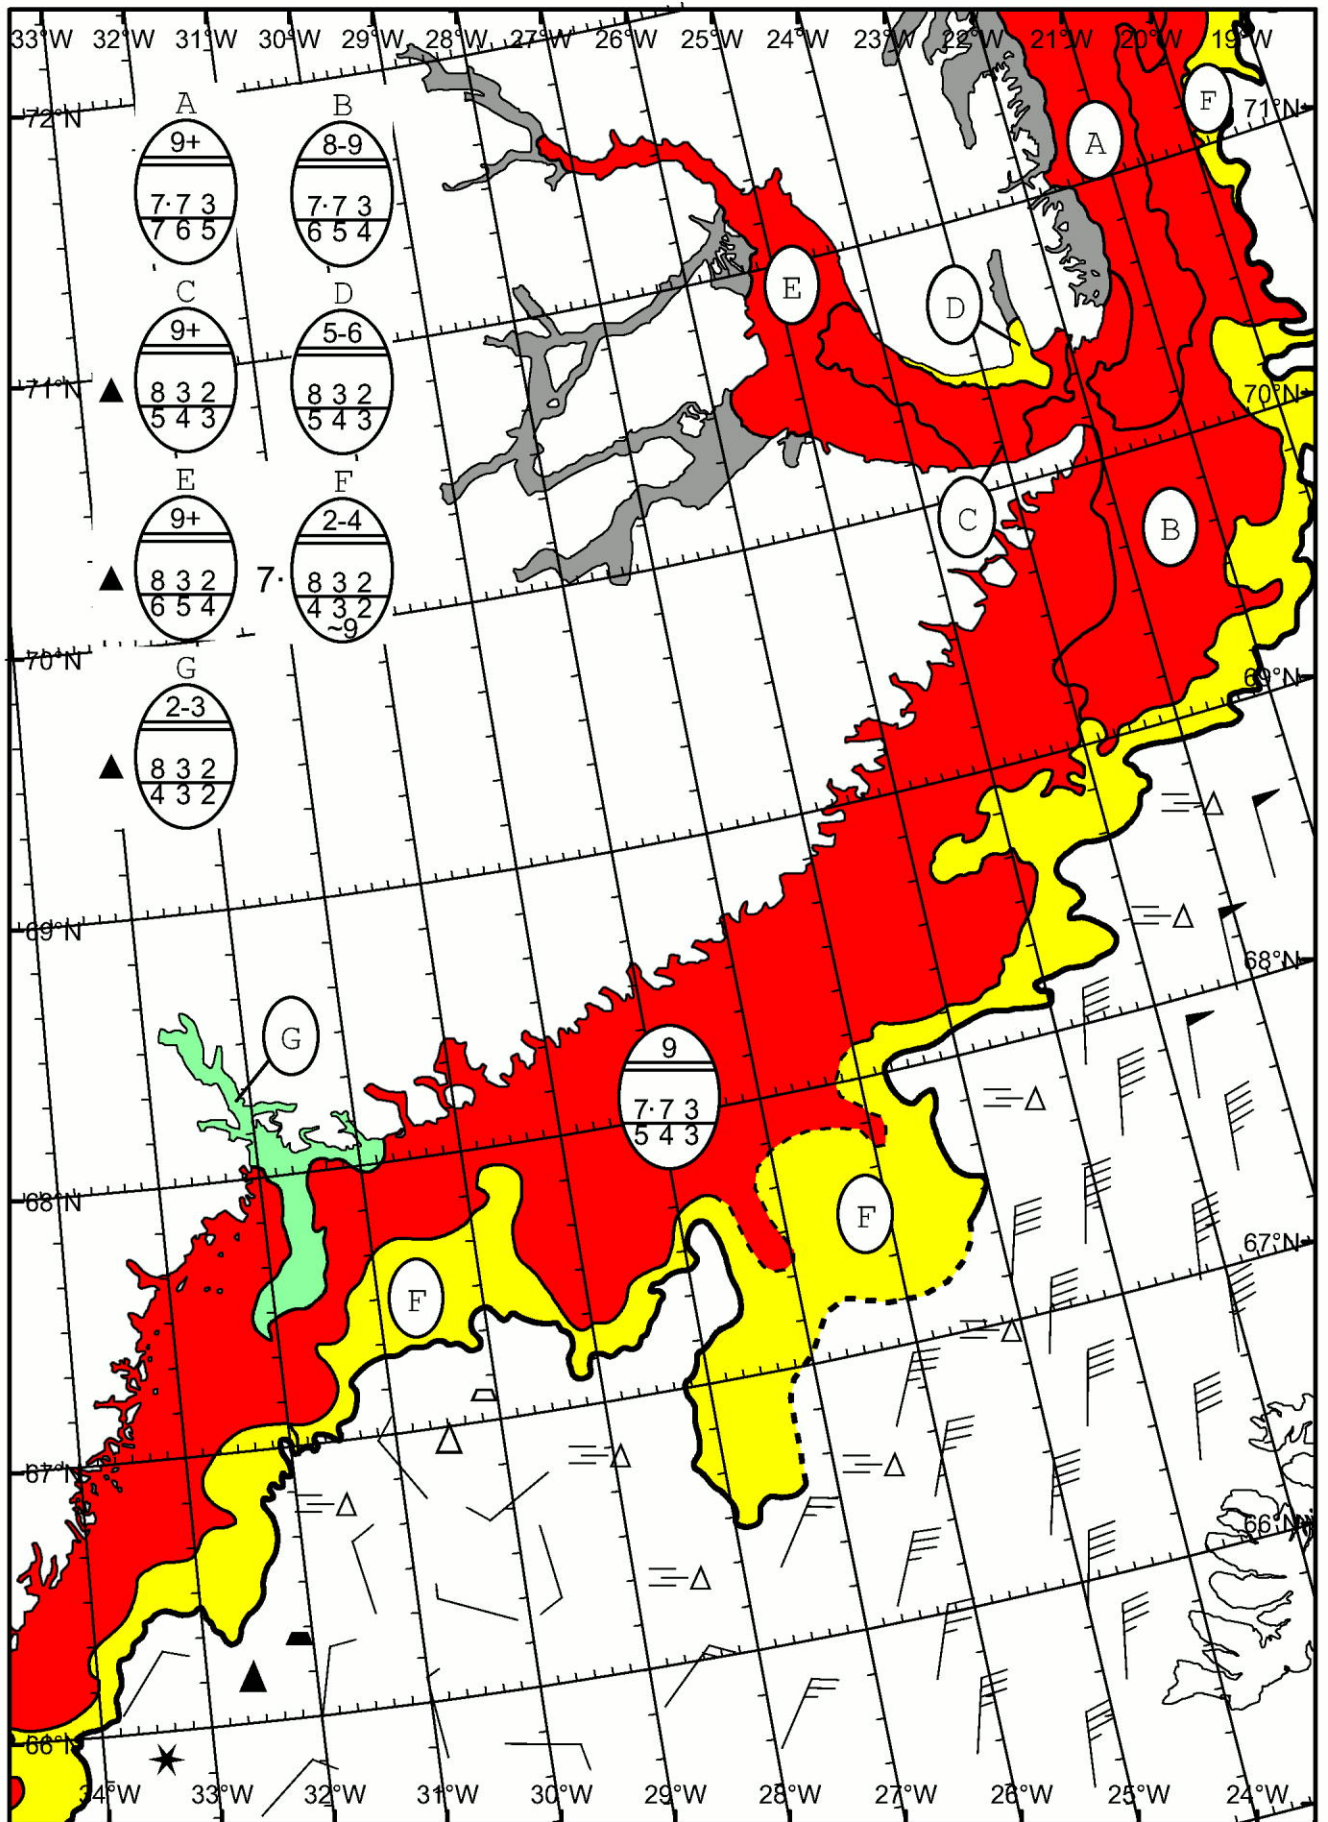 33°W 32°W 31°W 30°W 29°W 28°W 27°W 26°W 25°W 24°W 23°W 22°W 21°W 20°W 19°W
72°N
71°N
A B
9+ 8-9
7·7 3 7·7 3
7 6 5 6 5 4
C D
9+ 5-6
8 3 2 8 3 2
5 4 3 5 4 3
E F
9+ 2-4
7·
8 3 2 8 3 2
6 5 4 4 3 2
~9
G
2-3
8 3 2
4 3 2
F
A
E
D
71°N
70°N
C
B
70°N
69°N
69°N
68°N
G
9
7·7 3
5 4 3
68°N
F
67°N
F
67°N
66°N
66°N
34°W 33°W 32°W 31°W 30°W 29°W 28°W 27°W 26°W 25°W 24°W